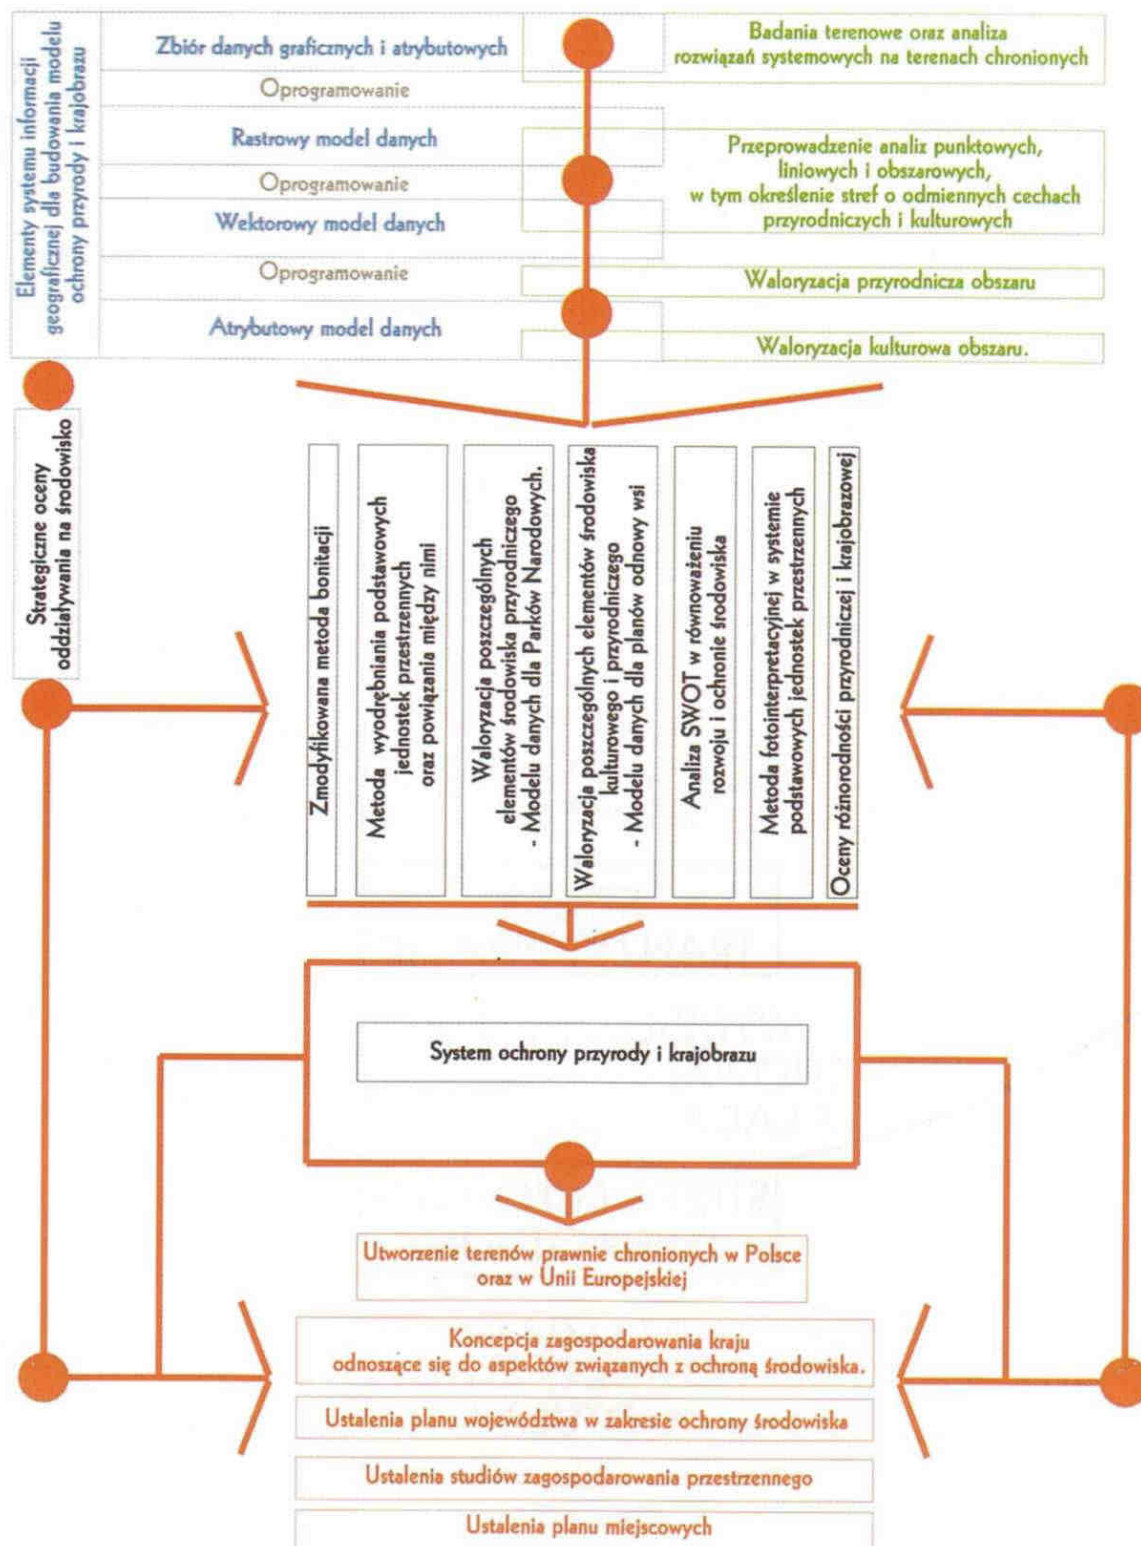 Elementy systemu informacji
geograficznej dla budowania modelu
ochrony przyrody i krajobrazu
Zbiór danych graficznych i atrybutowych
Oprogramowanie
Rastrowy model danych
Oprogramowanie
Wektorowy model danych
Oprogramowanie
Atrybutowy model danych
Badania terenowe oraz analiza
rozwiązań systemowych na terenach chronionych
Przeprowadzenie analiz punktowych,
liniowych i obszarowych,
w tym określenie stref o odmiennych cechach
przyrodniczych i kulturowych
Waloryzacja przyrodnicza obszaru
Waloryzacja kulturowa obszaru.
Strategiczne oceny
oddziaływania na środowisko
Zmodyfikowana metoda bonitacji
Metoda wyodrębniania podstawowych
jednostek przestrzennych
oraz powiązania między nimi
Waloryzacja poszczególnych
elementów środowiska przyrodniczego
- Modelu danych dla Parków Narodowych.
Waloryzacja poszczególnych elementów środowiska
kulturowego i przyrodniczego
- Modelu danych dla planów odnowy wsi
Analiza SWOT w równoważeniu
rozwoju i ochronie środowiska
Metoda fotointerpretacyjnej w systemie
podstawowych jednostek przestrzennych
Oceny różnorodności przyrodniczej i krajobrazowej
System ochrony przyrody i krajobrazu
Utworzenie terenów prawnie chronionych w Polsce
oraz w Unii Europejskiej
Koncepcja zagospodarowania kraju
odnoszące się do aspektów związanych z ochroną środowiska.
Ustalenia planu województwa w zakresie ochrony środowiska
Ustalenia studiów zagospodarowania przestrzennego
Ustalenia planu miejscowych